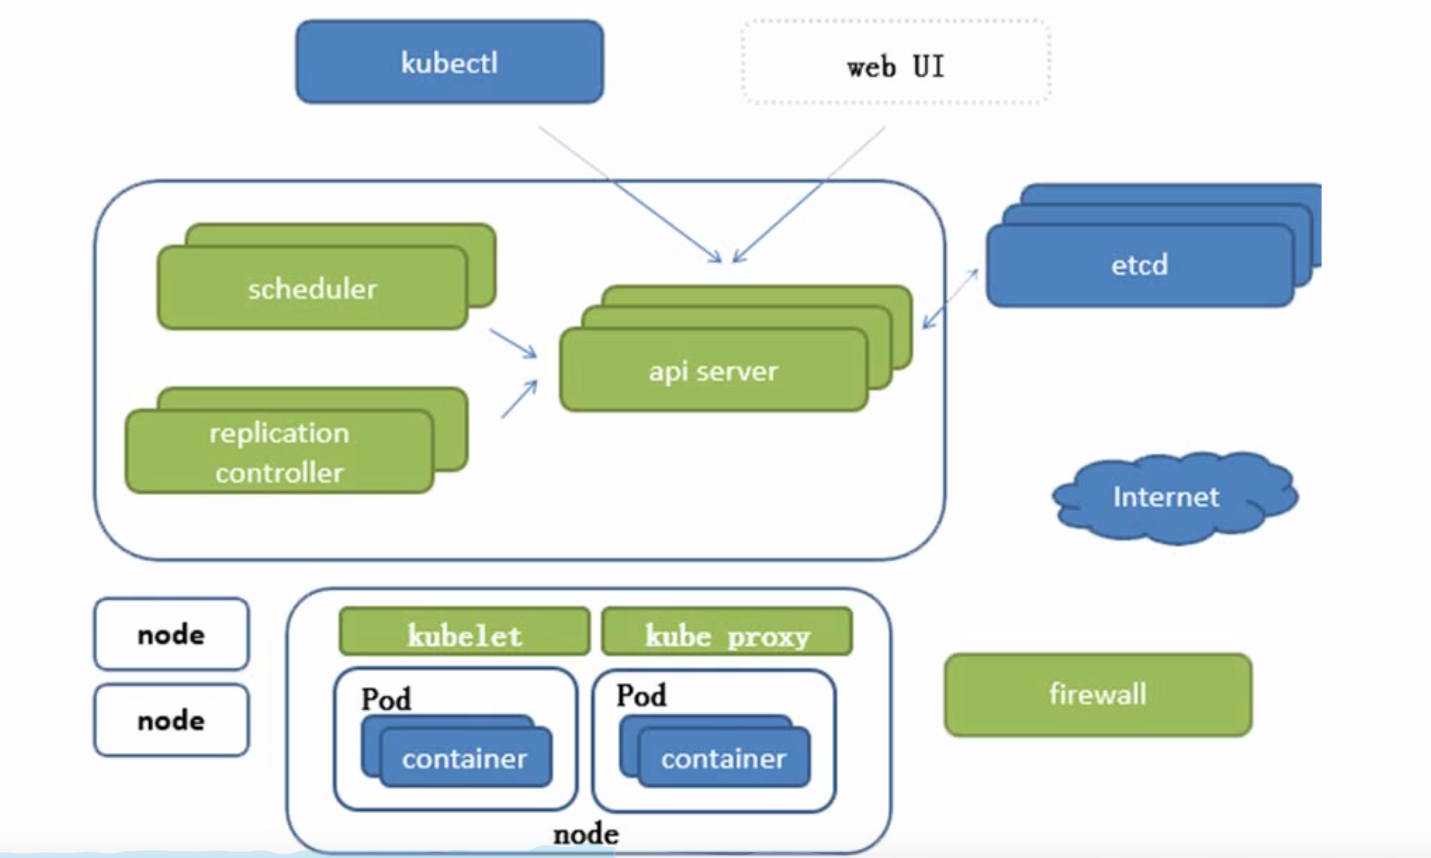 kubectl
web UI
scheduler
api server
etcd
replication
controller
Internet
node
node
kubelet
kube proxy
Pod
container
Pod
container
node
firewall